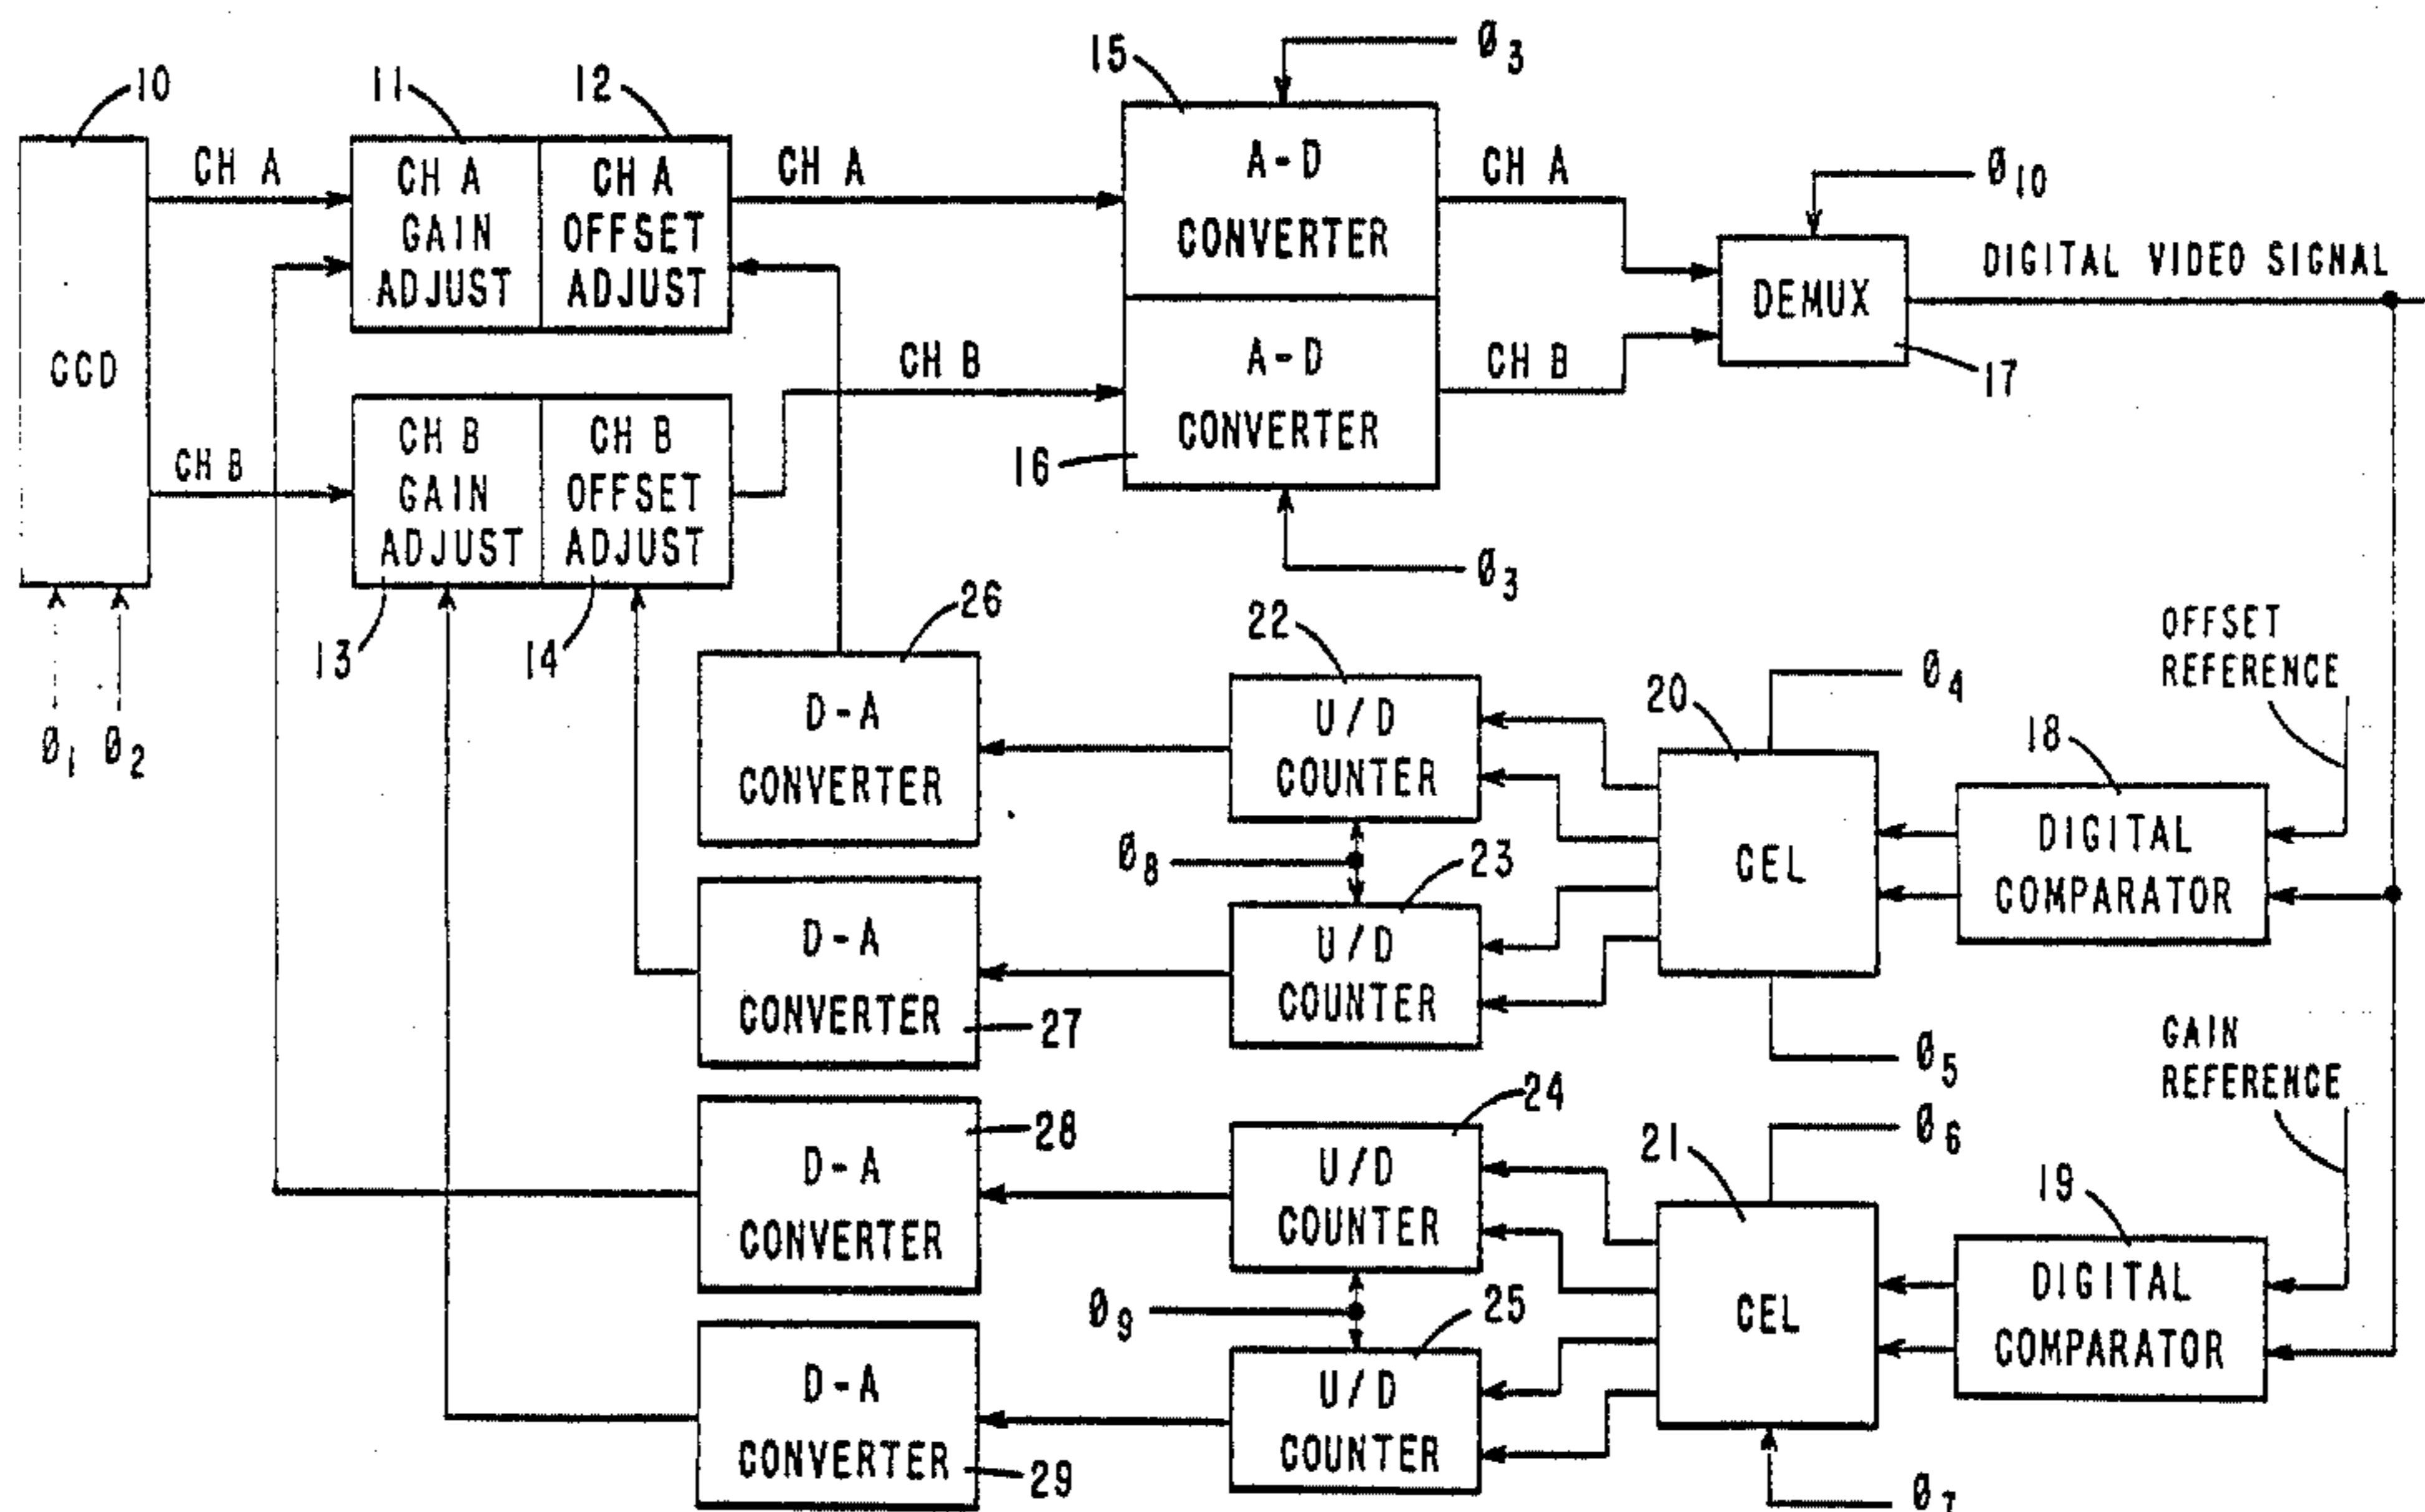 10
CCD
Ø1 Ø2
CH A
CH B
11
CH A
GAIN
ADJUST
12
CH A
OFFSET
ADJUST
CH B
GAIN
ADJUST
13
CH B
OFFSET
ADJUST
14
CH A
CH B
15
Ø3
A-D
CONVERTER
A-D
CONVERTER
16
Ø3
CH A
CH B
Ø10
DEMUX
17
DIGITAL VIDEO SIGNAL
26
D-A
CONVERTER
22
U/D
COUNTER
20
Ø4
CEL
Ø5
18
DIGITAL
COMPARATOR
OFFSET
REFERENCE
Ø8
D-A
CONVERTER
27
23
U/D
COUNTER
28
D-A
CONVERTER
24
U/D
COUNTER
21
Ø6
CEL
Ø7
19
DIGITAL
COMPARATOR
GAIN
REFERENCE
Ø9
D-A
CONVERTER
29
25
U/D
COUNTER